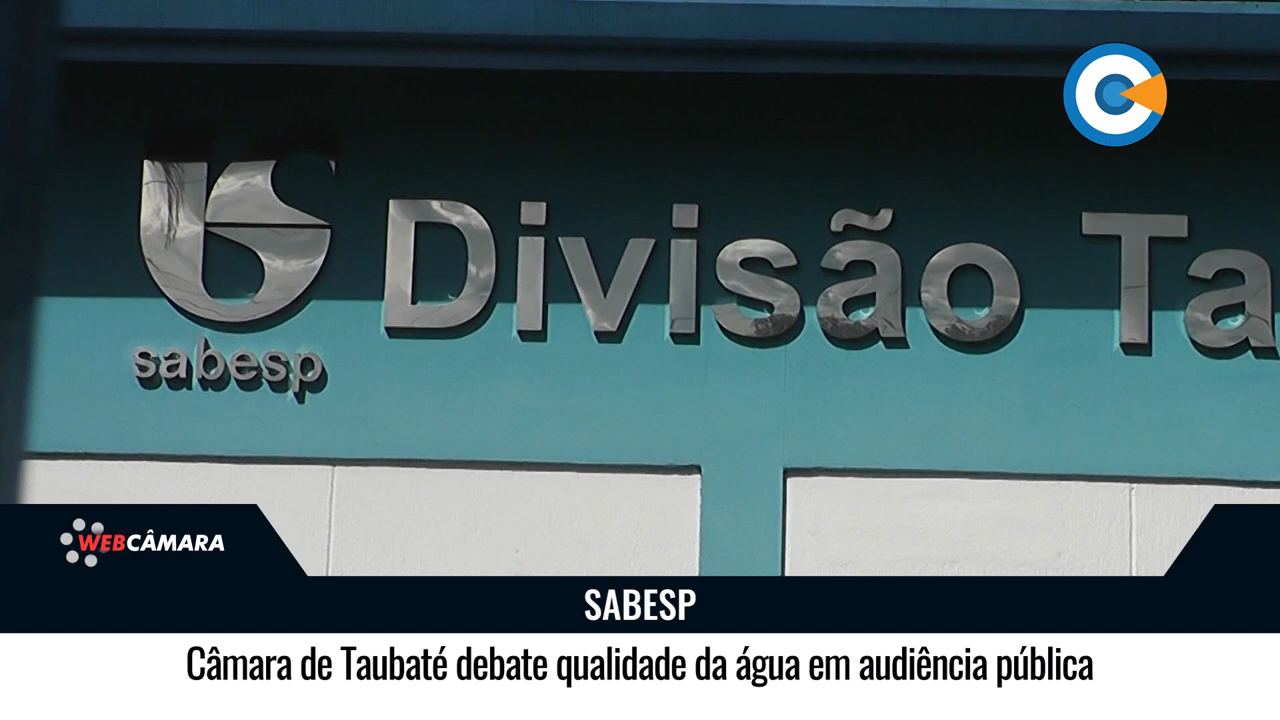 Divisão Ta
sabesp
WEBCÂMARA
SABESP
Câmara de Taubaté debate qualidade da água em audiência pública